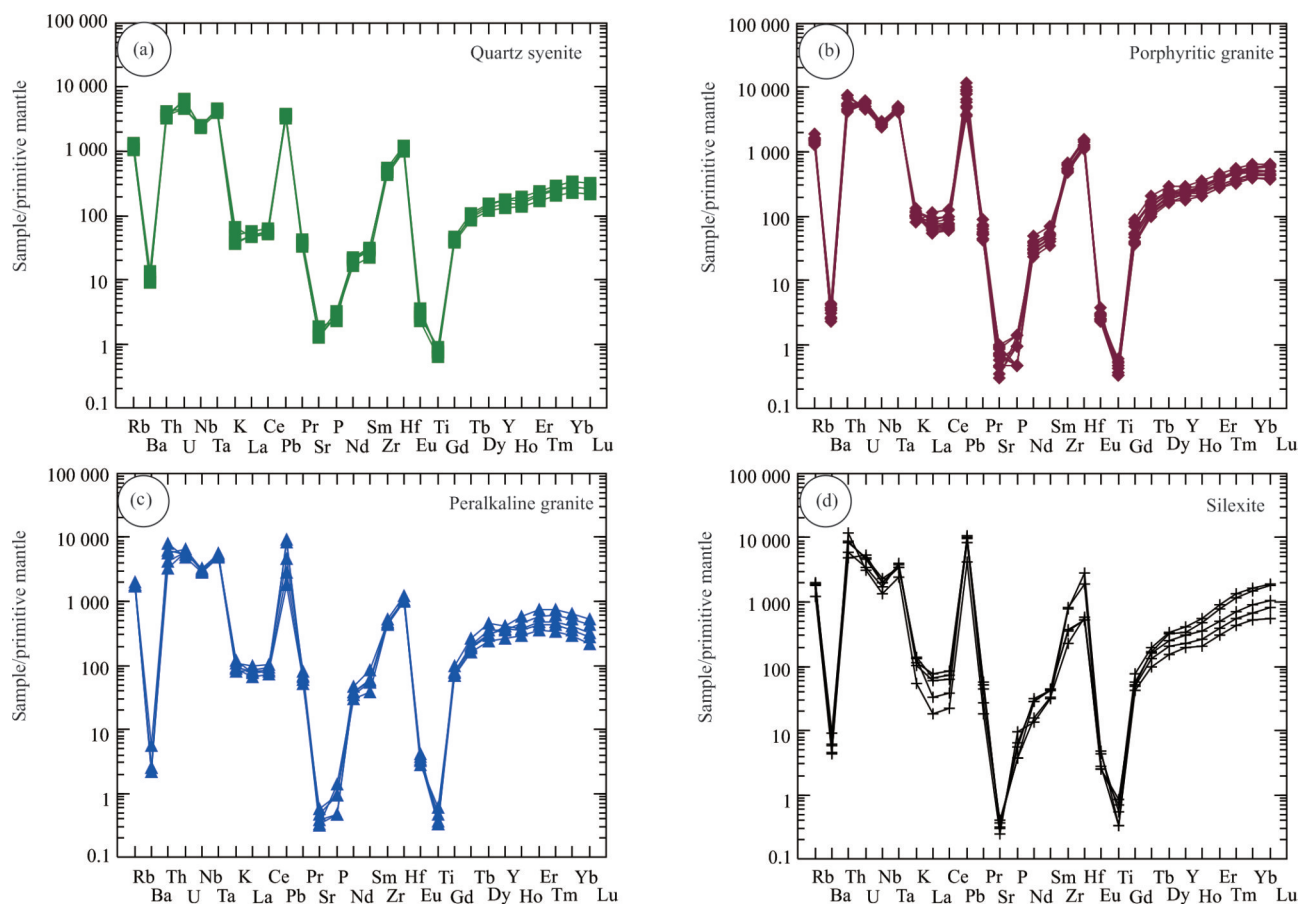 (a)
Quartz syenite
Sample/primitive mantle
100 000
10 000
1 000
100
10
1
0.1
Rb Th Nb K Ce Pr P Sm Hf Ti Tb Y Er Yb
Ba U Ta La Pb Sr Nd Zr Eu Gd Dy Ho Tm Lu
(b)
Porphyritic granite
Sample/primitive mantle
100 000
10 000
1 000
100
10
1
0.1
Rb Th Nb K Ce Pr P Sm Hf Ti Tb Y Er Yb
Ba U Ta La Pb Sr Nd Zr Eu Gd Dy Ho Tm Lu
(c)
Peralkaline granite
Sample/primitive mantle
100 000
10 000
1 000
100
10
1
0.1
Rb Th Nb K Ce Pr P Sm Hf Ti Tb Y Er Yb
Ba U Ta La Pb Sr Nd Zr Eu Gd Dy Ho Tm Lu
(d)
Silexite
Sample/primitive mantle
100 000
10 000
1 000
100
10
1
0.1
Rb Th Nb K Ce Pr P Sm Hf Ti Tb Y Er Yb
Ba U Ta La Pb Sr Nd Zr Eu Gd Dy Ho Tm Lu